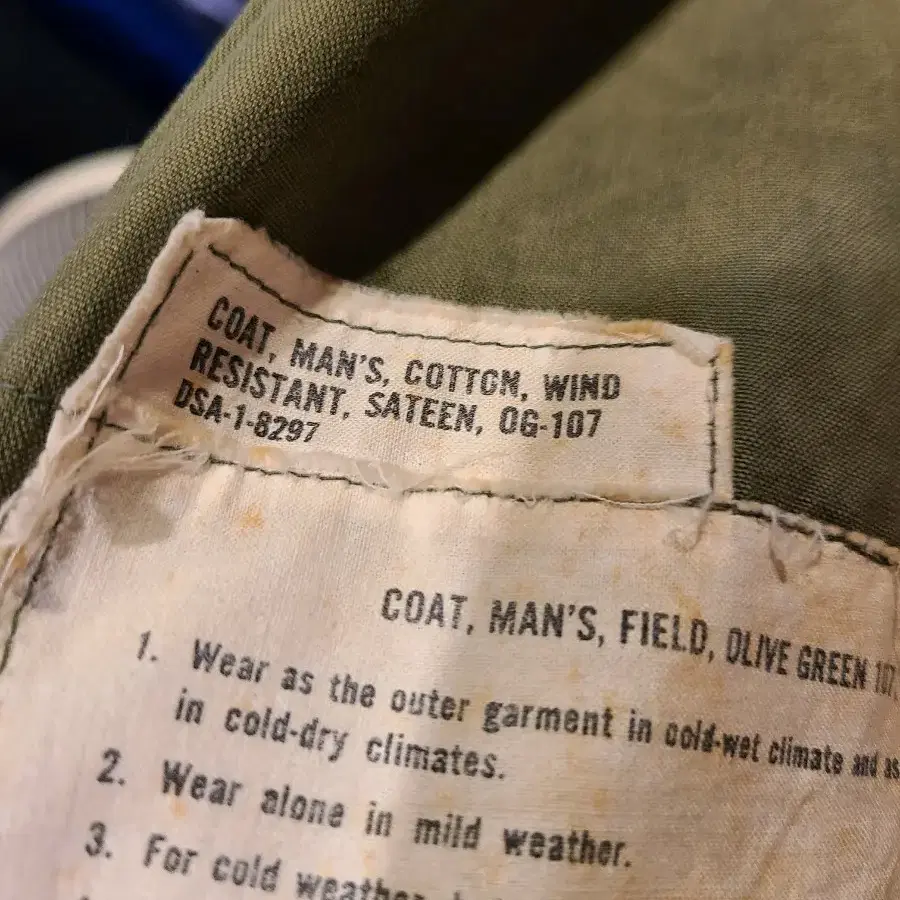 COAT, MAN'S, COTTON, WIND
RESISTANT, SATEEN, OG-107
DSA-1-8297
COAT, MAN'S, FIELD, OLIVE GREEN 107,
1. Wear as the outer garment in cold-wet climate and as
in cold-dry climates.
2. Wear alone in mild weather.
3. For cold weather